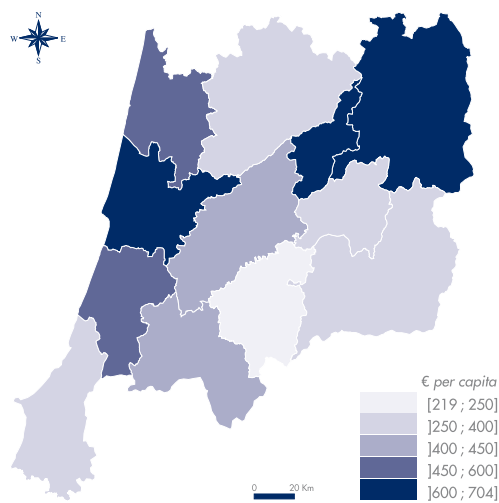 N
W E
S
€ per capita
]219 ; 250]
]250 ; 400]
]400 ; 450]
]450 ; 600]
]600 ; 704]
0 20 Km